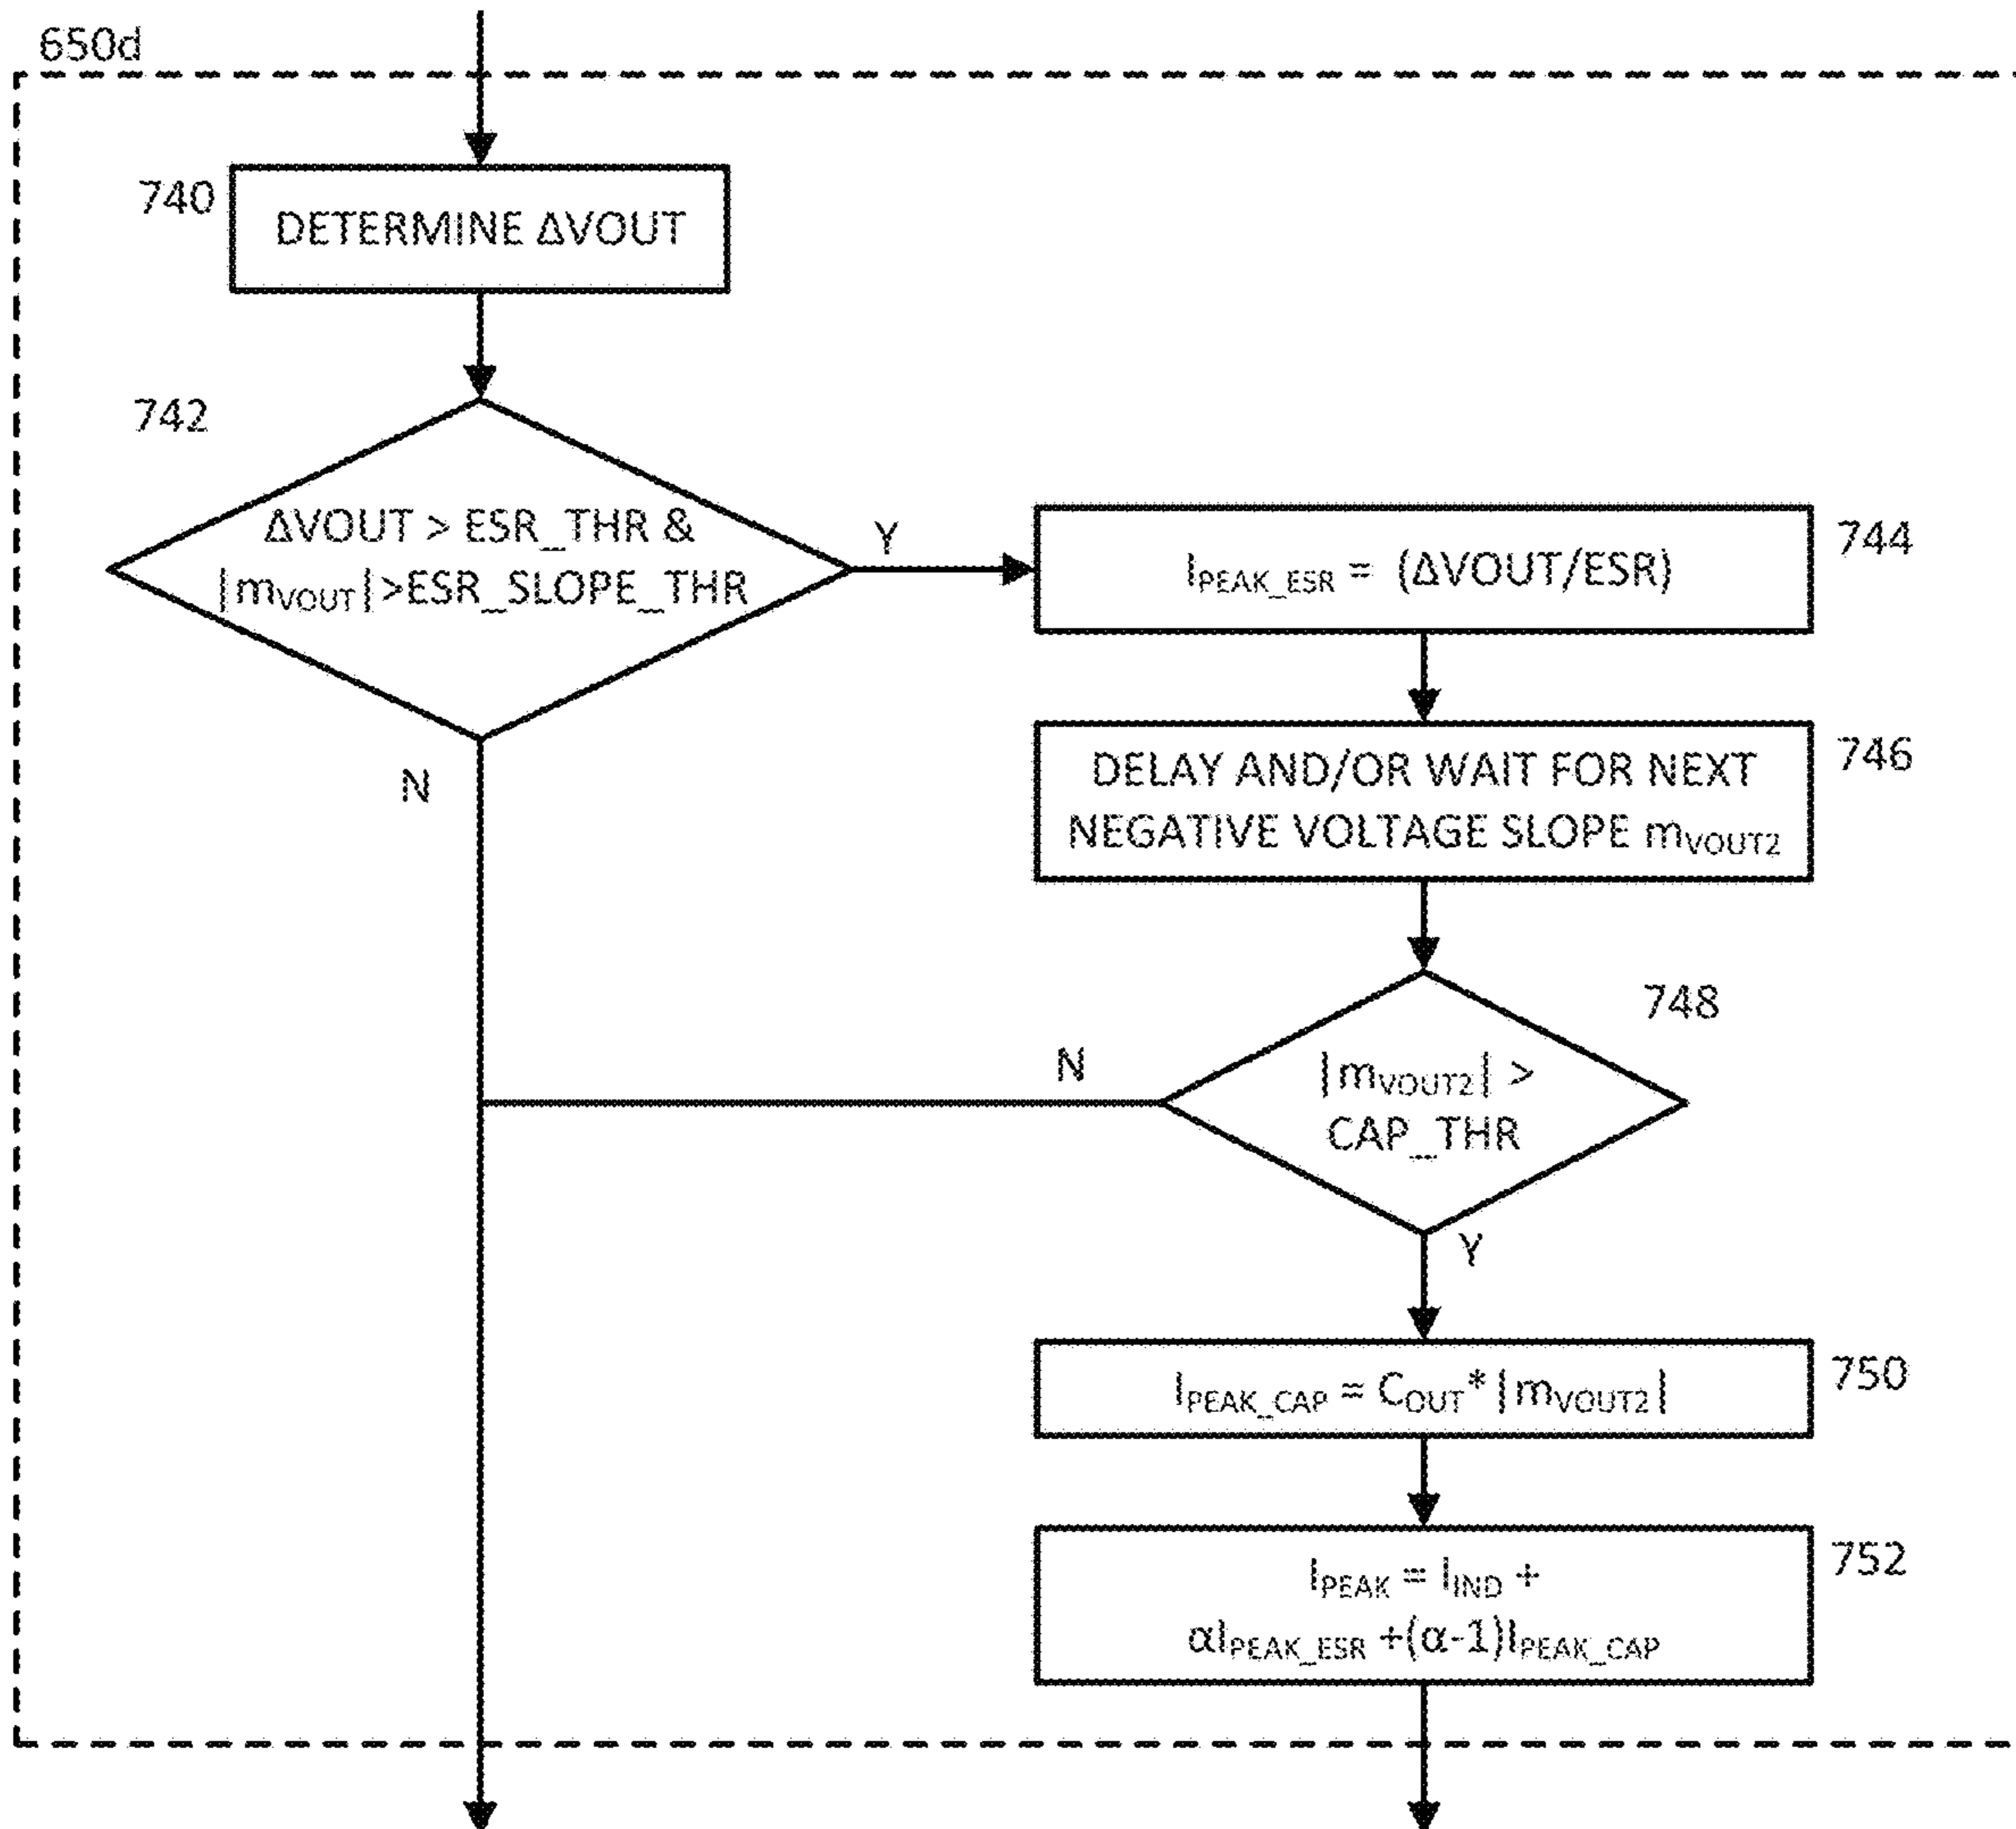 650d
740
DETERMINE ΔVOUT
742
ΔVOUT > ESR_THR &
|mVOUT|>ESR_SLOPE_THR
Y
N
744
IPEAK_ESR = (ΔVOUT/ESR)
746
DELAY AND/OR WAIT FOR NEXT
NEGATIVE VOLTAGE SLOPE mVOUT2
748
N
|mVOUT2| >
CAP_THR
Y
750
IPEAK_CAP = COUT*|mVOUT2|
752
IPEAK = IIND +
αIPEAK_ESR +(α-1)IPEAK_CAP